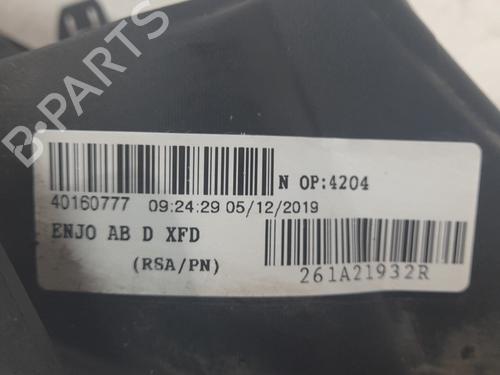 B-PARTS
N OP:4204
40160777 09:24:29 05/12/2019
ENJO AB D XFD
(RSA/PN)
261A21932R